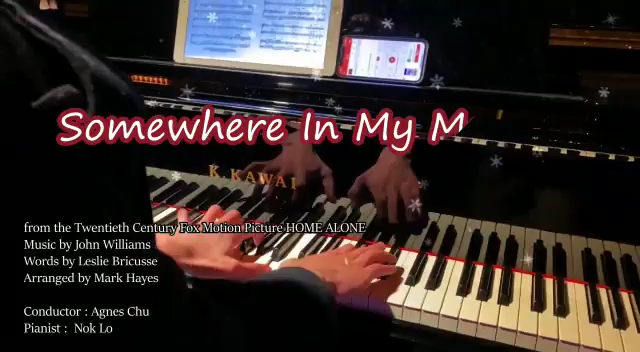 Somewhere In My M
K.KAWAI
from the Twentieth Century Fox Motion Picture HOME ALONE
Music by John Williams
Words by Leslie Bricusse
Arranged by Mark Hayes
Conductor : Agnes Chu
Pianist : Nok Lo